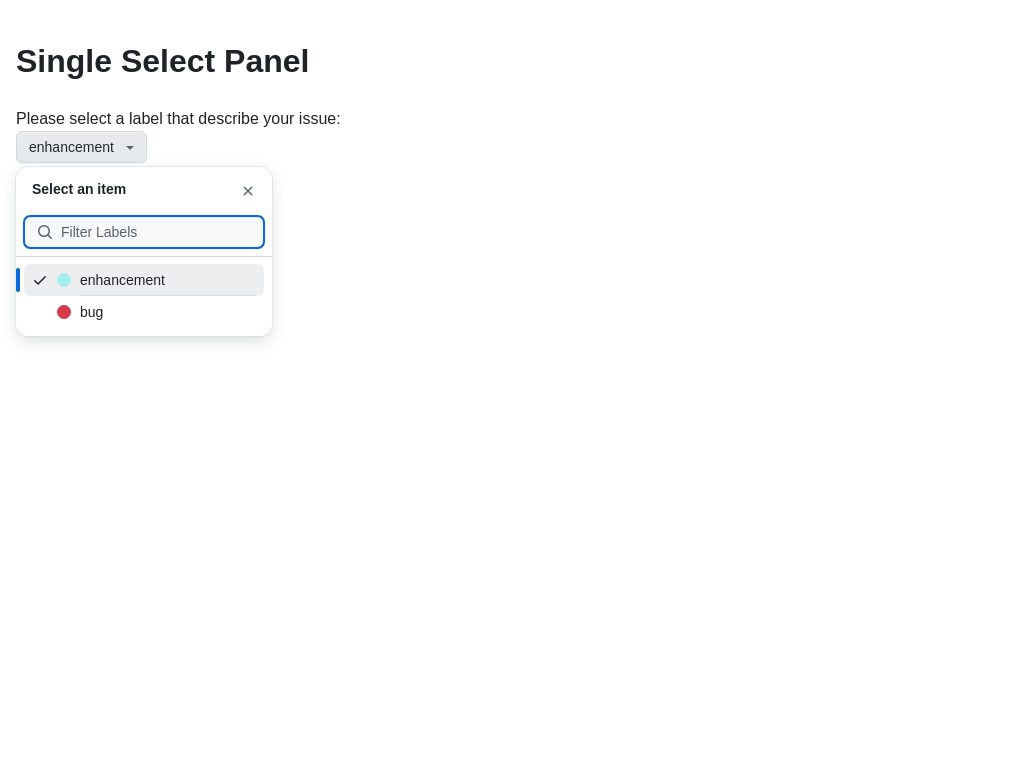 Single Select Panel
Please select a label that describe your issue:
enhancement
Select an item
Filter Labels
enhancement
bug